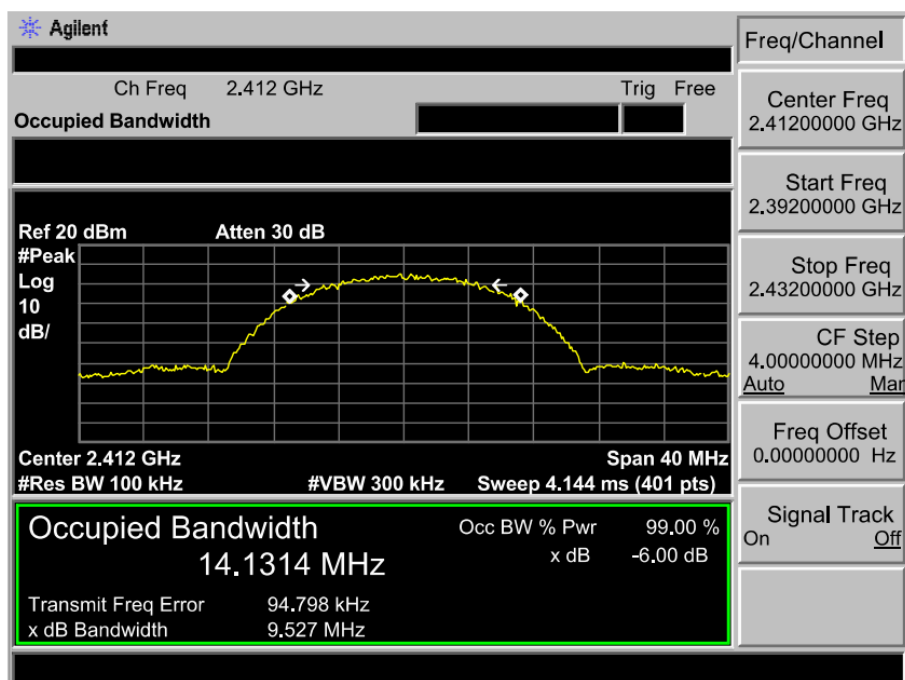 Agilent
Freq/Channel
Ch Freq 2.412 GHz Trig Free
Occupied Bandwidth
Center Freq
2.41200000 GHz
Start Freq
2.39200000 GHz
Stop Freq
2.43200000 GHz
CF Step
4.00000000 MHz
Auto Mar
Freq Offset
0.00000000 Hz
Signal Track
On Off
Ref 20 dBm Atten 30 dB
#Peak
Log
10
dB/
Center 2.412 GHz Span 40 MHz
#Res BW 100 kHz #VBW 300 kHz Sweep 4.144 ms (401 pts)
Occupied Bandwidth Occ BW % Pwr 99.00 %
14.1314 MHz x dB -6.00 dB
Transmit Freq Error 94.798 kHz
x dB Bandwidth 9.527 MHz